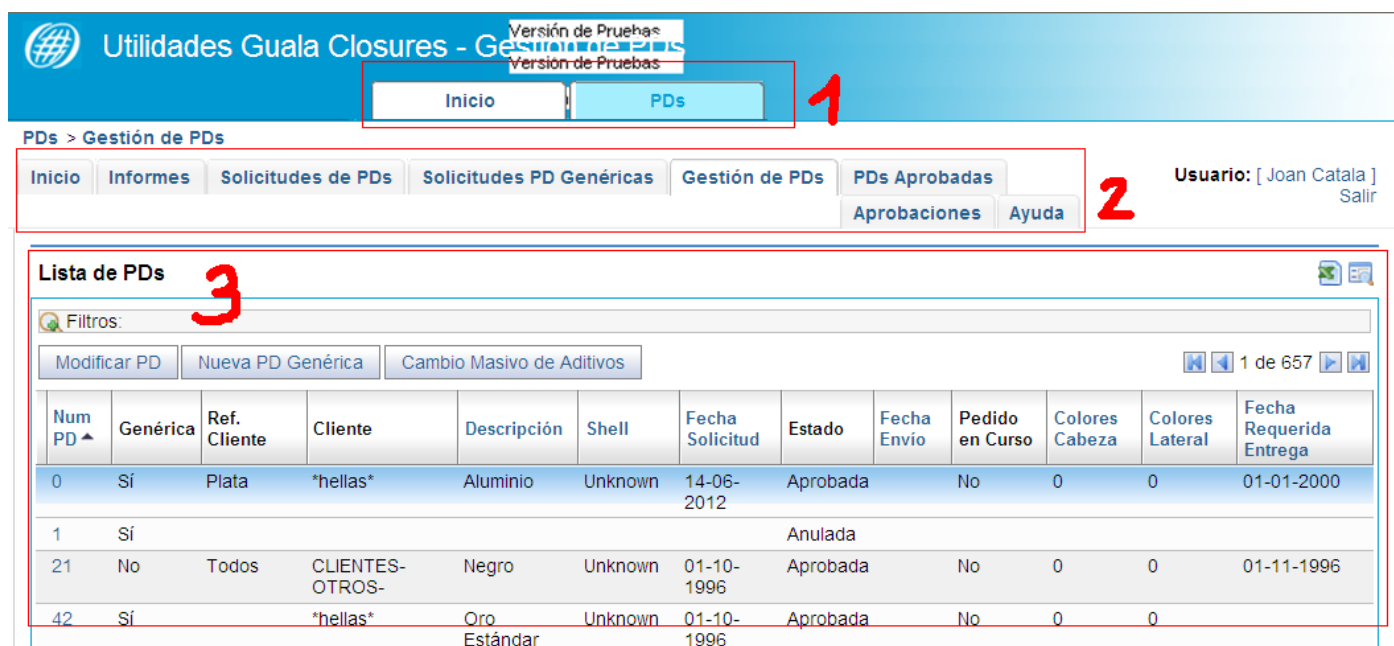 Versión de Pruebas
Utilidades Guala Closures - Gestión de PDs
Versión de Pruebas
Inicio PDs
1
PDs > Gestión de PDs
Inicio Informes Solicitudes de PDs Solicitudes PD Genéricas Gestión de PDs PDs Aprobadas
Usuario: [ Joan Catala ]
Salir
Aprobaciones Ayuda
2
Lista de PDs
3
Filtros:
Modificar PD Nueva PD Genérica Cambio Masivo de Aditivos 1 de 657
Num PD Genérica Ref. Cliente Cliente Descripción Shell Fecha Solicitud Estado Fecha Envío Pedido en Curso Colores Cabeza Colores Lateral Fecha Requerida Entrega
0 Sí Plata *hellas* Aluminio Unknown 14-06-2012 Aprobada No 0 0 01-01-2000
1 Sí Anulada
21 No Todos CLIENTES-OTROS- Negro Unknown 01-10-1996 Aprobada No 0 0 01-11-1996
42 Sí *hellas* Oro Estándar Unknown 01-10-1996 Aprobada No 0 0